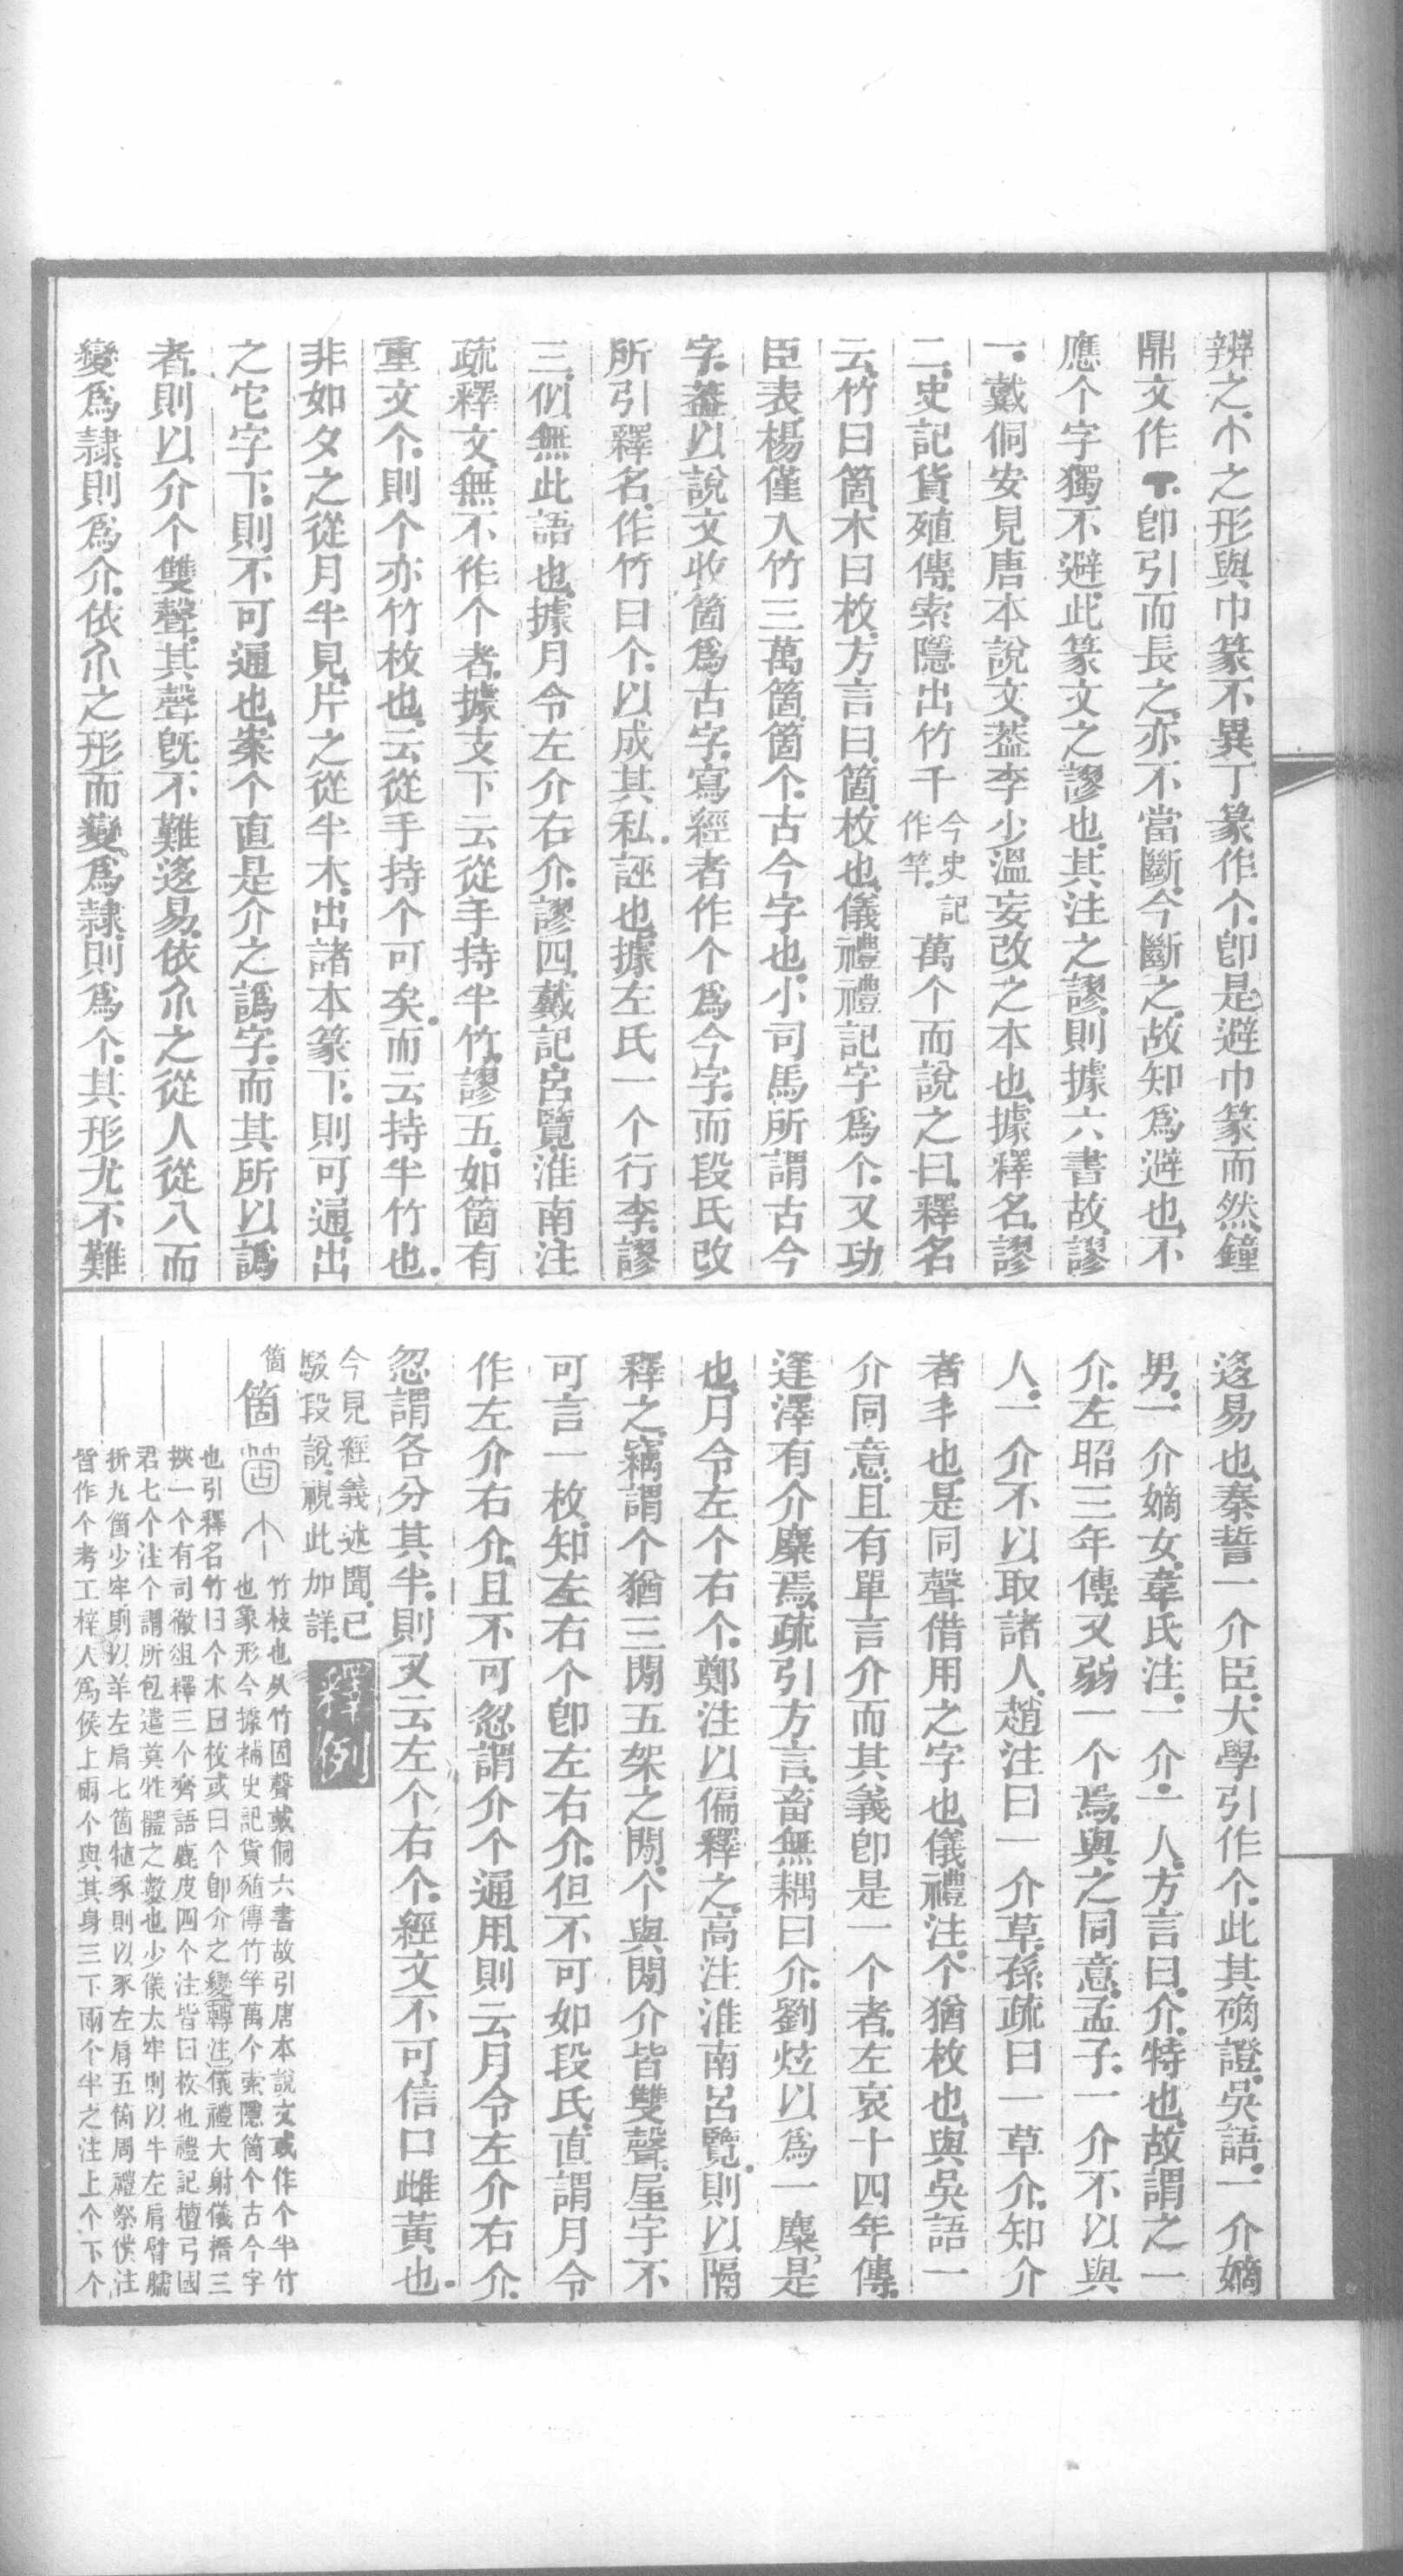 辨之.个之形與巾篆不異.丁篆作个.卽是避巾篆而然.鐘
鼎文作.卽引而長之.亦不當斷.今斷之.故知爲避也.不
應个字獨不避.此篆文之謬也.其注之謬.則據六書故.謬
一.戴侗安見唐本說文.葢李少溫妄改之本也.據釋名.謬
二.史記貨殖傳.索隱出竹千今史記作竿.萬个而說之曰.釋名
云.竹曰箇.木曰枚.方言曰.箇.枚也.儀禮禮記字爲个.又功
臣表楊僅入竹三萬箇.箇个.古今字也.小司馬所謂古今
字.葢以說文收箇爲古字.寫經者作个爲今字.而段氏改
所引釋名.作竹曰个.以成其私.誣也.據左氏一个行李.謬
三.似無此語也.據月令左介右介.謬四.戴記呂覽淮南注
疏釋文.無不作个者.據支下云從手持半竹.謬五.如箇有
重文个.則个亦竹枚也.云從手持个可矣.而云持半竹也.
非如夕之從月半見.片之從半木.出諸本篆下.則可通.出
之它字下.則不可通也.案个直是介之譌字.而其所以譌
者.則以介个雙聲.其聲旣不難迻易.依介之從人從八而
變爲隷.則爲介.依介之形而變爲隷.則爲个.其形尤不難
迻易也.秦誓一介臣.大學引作个.此其碻證.吳語.一介嫡
男.一介嫡女.韋氏注.一介.一人.方言曰.介.特也.故謂之一
介.左昭三年傳.又弱一个焉.與之同意.孟子.一介不以與
人.一介不以取諸人.趙注曰.一介草.孫疏曰.一草介.知介
者丯也.是同聲借用之字也.儀禮注.个猶枚也.與吳語一
介同意.且有單言介而其義卽是一个者.左哀十四年傳.
逢澤有介麋焉.疏引方言.畜無耦曰介.劉炫以爲一麋.是
也.月令左个右个.鄭注以偏釋之.高注淮南呂覽.則以隔
釋之.竊謂个猶三閒五架之閒.个與閒介皆雙聲.屋宇不
可言一枚.知左右个卽左右介.但不可如段氏.直謂月令
作左介右介.且不可忽謂介个通用.則云月令左介右介.
忽謂各分其半.則又云左个右个.經文不可信口雌黃也.
今見經義述聞.已駁段說.視此加詳. 釋例
箇 箇 个 竹枝也从竹固聲戴侗六書故引唐本說文或作个半竹
也象形今據補史記貨殖傳竹竿萬个索隱箇个古今字
也引釋名竹曰个木曰枚或曰个卽介之變轉注儀禮大射儀搢三
挾一个有司徹俎釋三个齊語鹿皮四个注皆曰枚也禮記檀弓國
君七个注个謂所包遣奠牲體之數也少儀太牢則以牛左肩臂臑
折九箇少牢則以羊左肩七箇犆豕則以豕左肩五箇周禮祭僕注
皆作个考工梓人爲侯上兩个與其身三下兩个半之注上个下个